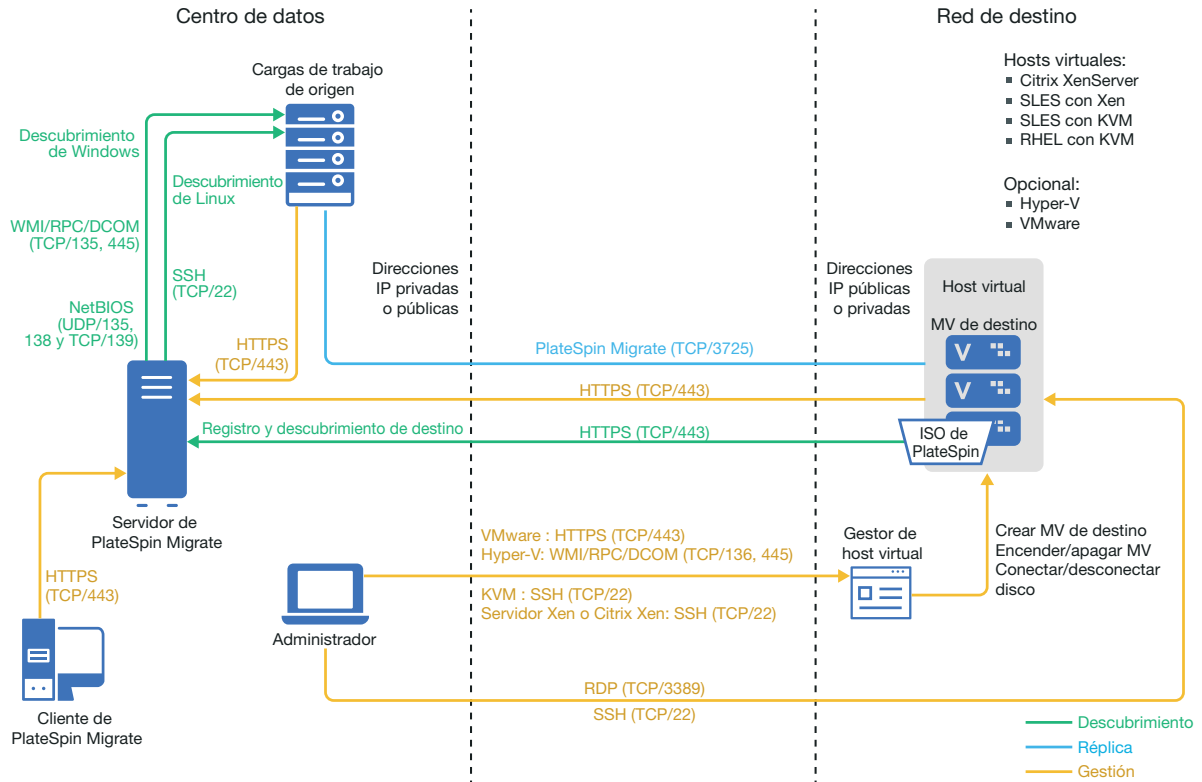 Centro de datos
Red de destino
Cargas de trabajo
de origen
Hosts virtuales:
Citrix XenServer
SLES con Xen
SLES con KVM
RHEL con KVM
Opcional:
Hyper-V
VMware
Descubrimiento
de Windows
Descubrimiento
de Linux
WMI/RPC/DCOM
(TCP/135, 445)
SSH
(TCP/22)
NetBIOS
(UDP/135,
138 y TCP/139)
HTTPS
(TCP/443)
Direcciones
IP privadas
o públicas
Direcciones
IP públicas
o privadas
Host virtual
MV de destino
V
V
PlateSpin Migrate (TCP/3725)
HTTPS (TCP/443)
Registro y descubrimiento de destino
HTTPS (TCP/443)
ISO de
PlateSpin
Servidor de
PlateSpin Migrate
VMware : HTTPS (TCP/443)
Hyper-V: WMI/RPC/DCOM (TCP/136, 445)
KVM : SSH (TCP/22)
Servidor Xen o Citrix Xen: SSH (TCP/22)
Gestor de
host virtual
Crear MV de destino
Encender/apagar MV
Conectar/desconectar
disco
HTTPS
(TCP/443)
Administrador
RDP (TCP/3389)
SSH (TCP/22)
Cliente de
PlateSpin Migrate
Descubrimiento
Réplica
Gestión